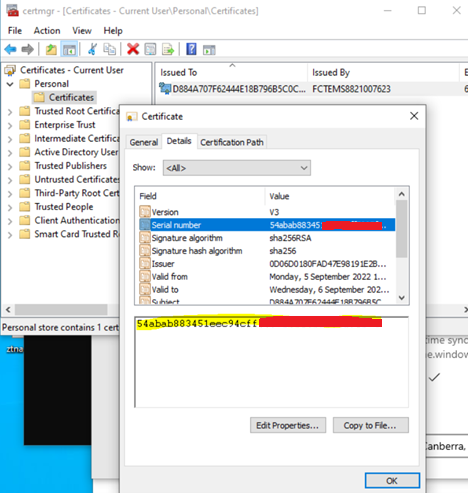 certmgr - [Certificates - Current User\Personal\Certificates]
File Action View Help
Certificates - Current User
Personal
Certificates
Trusted Root Certificat
Enterprise Trust
Intermediate Certificat
Active Directory User
Trusted Publishers
Untrusted Certificates
Third-Party Root Cert
Trusted People
Client Authentication
Smart Card Trusted Ro
Issued To Issued By
D884A707F62444E18B796B5C0C... FCTEMS8821007623
Personal store contains 1 cert
Certificate
General Details Certification Path
Show: <All>
Field Value
Version V3
Serial number 54abab88345
Signature algorithm sha256RSA
Signature hash algorithm sha256
Issuer 0D06D0180FAD47E98191E2B...
Valid from Monday, 5 September 2022 1...
Valid to Wednesday, 6 September 202...
Subject D884A707F62444E18B796B5C
54abab883451eec94cff
Edit Properties... Copy to File...
OK
time sync
e.window
Canberra,